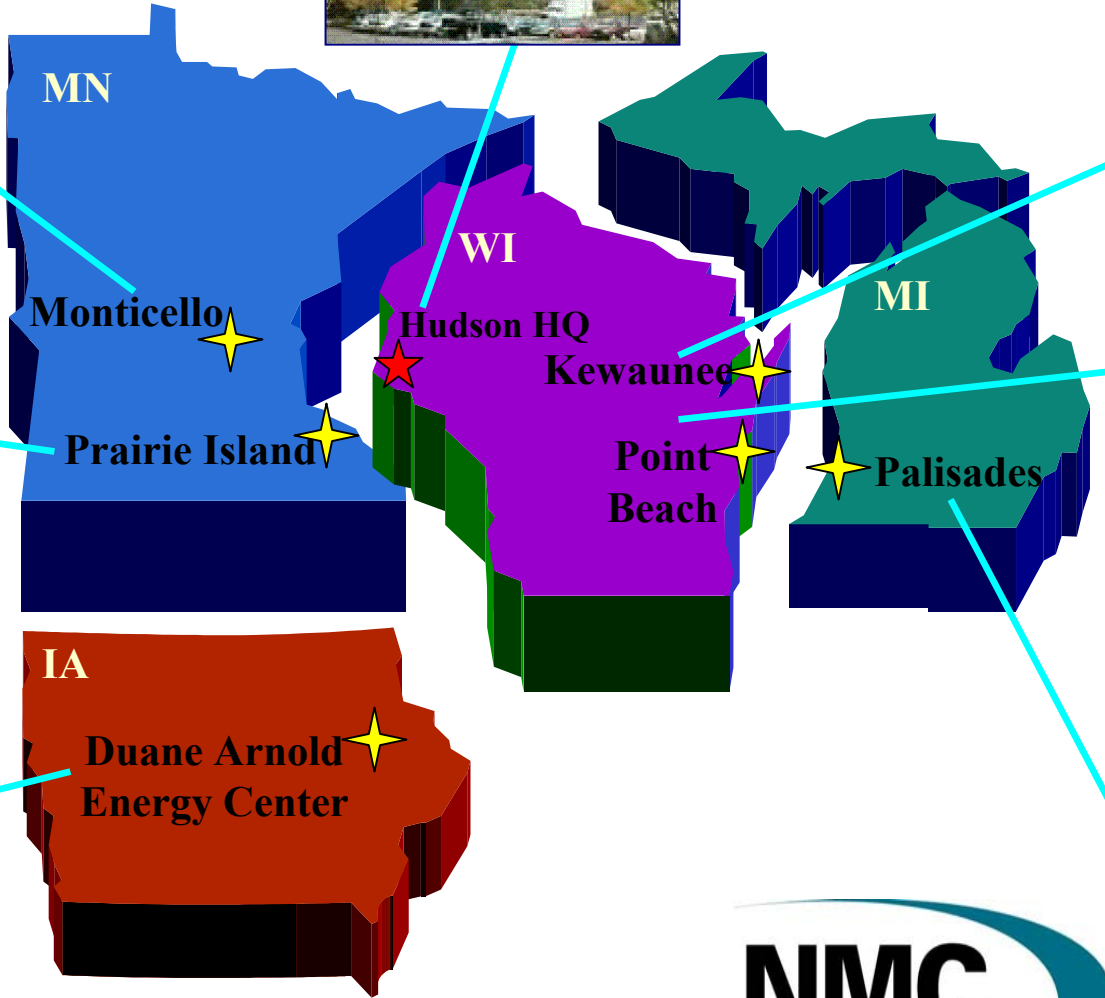 MN
WI
MI
Monticello
Hudson HQ
Kewaunee
Prairie Island
Point
Beach
Palisades
IA
Duane Arnold
Energy Center
NMC